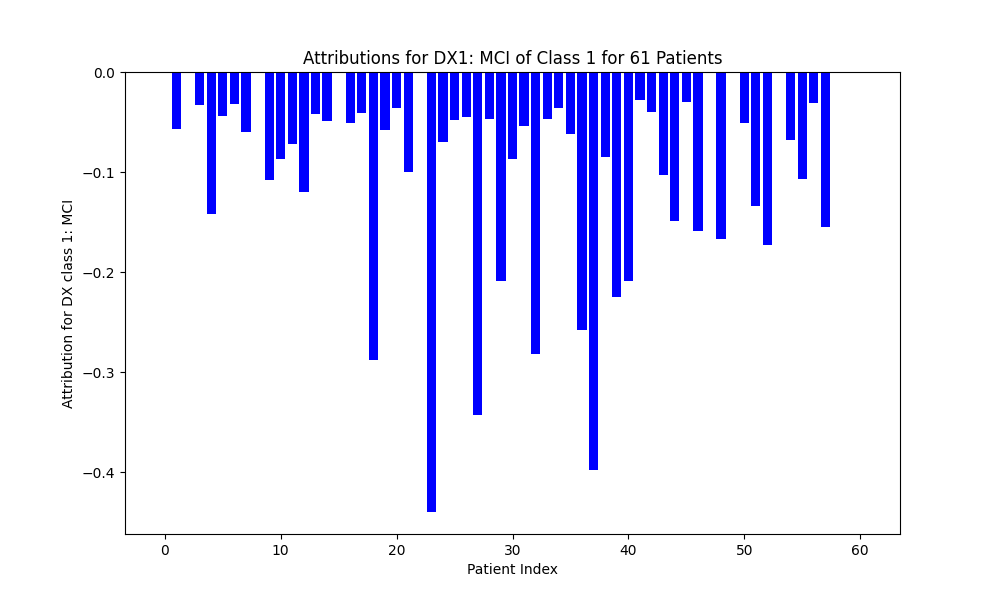 Attributions for DX1: MCI of Class 1 for 61 Patients
Attribution for DX class 1: MCI
0.0
−0.1
−0.2
−0.3
−0.4
0 10 20 30 40 50 60
Patient Index